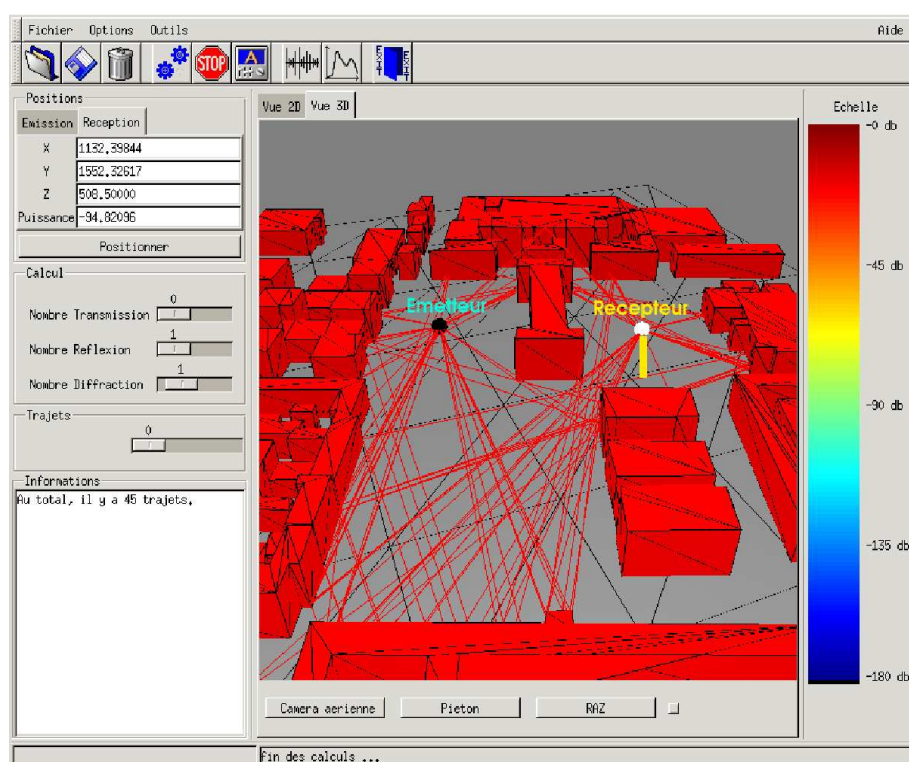 Fichier Options Outils Aide
STOP A EXIT EXIT
Positions
Emission Reception
X 1132,39844
Y 1552,32617
Z 508,50000
Puissance -94,82096
Positionner
Calcul
0
Nombre Transmission
1
Nombre Reflexion
1
Nombre Diffraction
Trajets
0
Informations
Au total, il y a 45 trajets,
Vue 2D Vue 3D
Emetteur Recepteur
Camera aerienne Pieton RAZ
Echelle
-0 db
-45 db
-90 db
-135 db
-180 db
fin des calculs ...